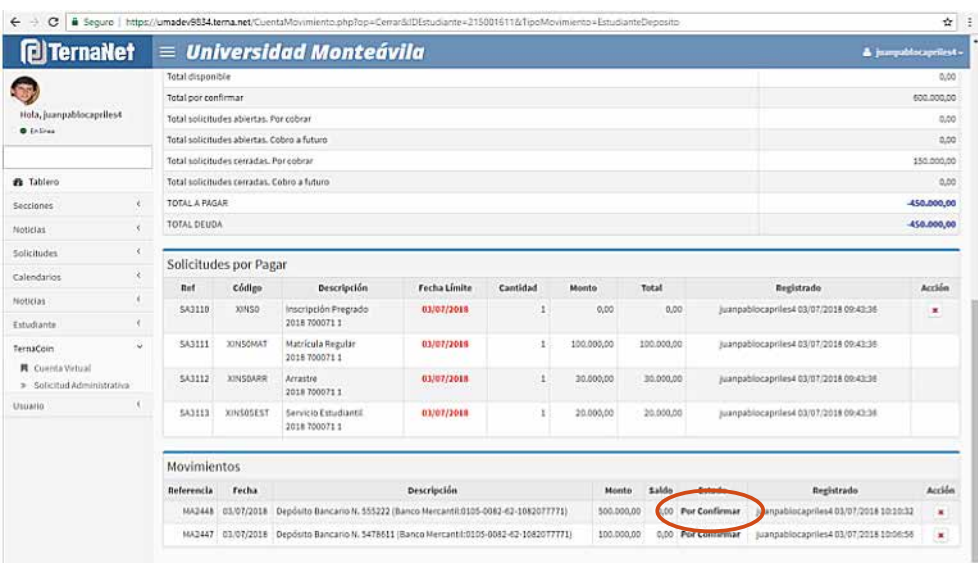 Seguro | https://umadev9834.terna.net/CuentaMovimiento.php?op=Cerrar&IDEstudiante=215001611&TipoMovimiento=EstudianteDeposito
TernaNet Universidad Monteávila juanpablocapriles4
Total disponible 0,00
Total por confirmar 600.000,00
Hola, juanpablocapriles4
Total solicitudes abiertas. Por cobrar 0,00
En línea
Total solicitudes abiertas. Cobro a futuro 0,00
Total solicitudes cerradas. Por cobrar 150.000,00
Tablero
Total solicitudes cerradas. Cobro a futuro 0,00
Secciones
TOTAL A PAGAR -450.000,00
Noticias
TOTAL DEUDA -450.000,00
Solicitudes
Solicitudes por Pagar
Calendarios
Ref Código Descripción Fecha Límite Cantidad Monto Total Registrado Acción
Noticias
SA3110 XINS0 Inscripción Pregrado 03/07/2018 1 0,00 0,00 juanpablocapriles4 03/07/2018 09:43:36
2018 700071 1
Estudiante
TernaCoin
SA3111 XINS0MAT Matrícula Regular 03/07/2018 1 100.000,00 100.000,00 juanpablocapriles4 03/07/2018 09:43:36
2018 700071 1
Cuenta Virtual
Solicitud Administrativa
SA3112 XINS0ARR Arrastre 03/07/2018 1 30.000,00 30.000,00 juanpablocapriles4 03/07/2018 09:43:36
2018 700071 1
Usuario
SA3113 XINS0SEST Servicio Estudiantil 03/07/2018 1 20.000,00 20.000,00 juanpablocapriles4 03/07/2018 09:43:36
2018 700071 1
Movimientos
Referencia Fecha Descripción Monto Saldo Estado Registrado Acción
MA2448 03/07/2018 Depósito Bancario N. 555222 (Banco Mercantil:0105-0062-62-1082077771) 500.000,00 0,00 Por Confirmar juanpablocapriles4 03/07/2018 10:10:32
MA2447 03/07/2018 Depósito Bancario N. 5478611 (Banco Mercantil:0105-0062-62-1082077771) 100.000,00 0,00 Por Confirmar juanpablocapriles4 03/07/2018 10:06:56